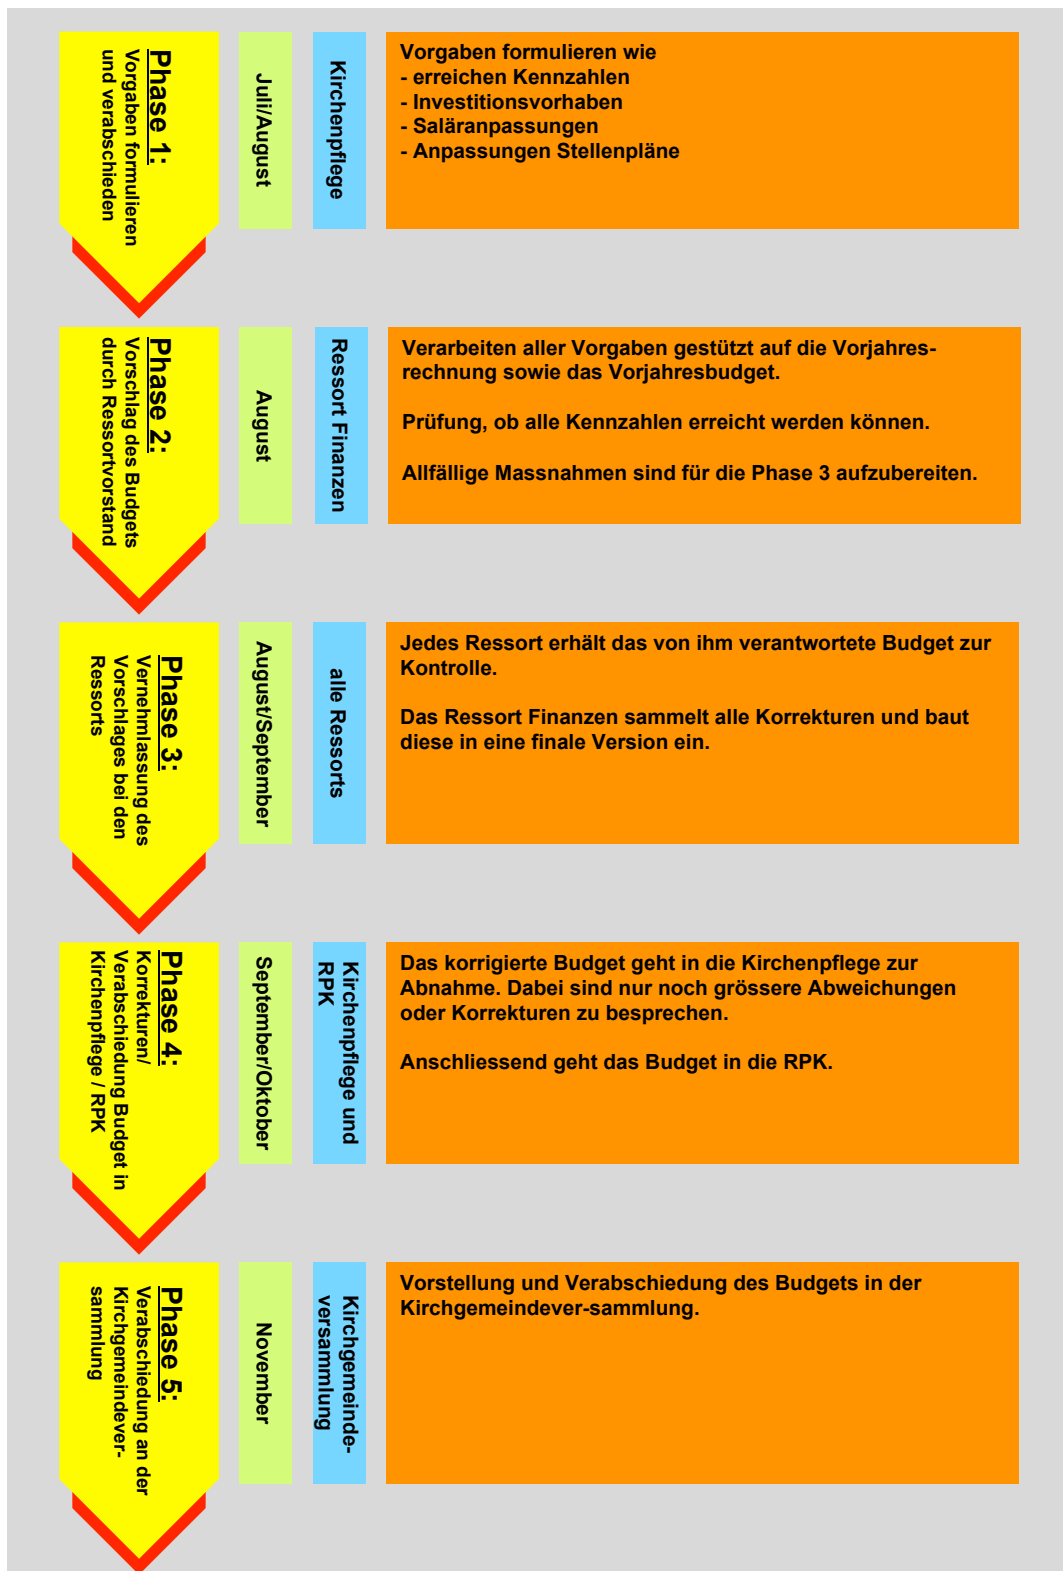 Phase 1:
Vorgaben formulieren
und verabschieden
Juli/August
Kirchenpflege
Vorgaben formulieren wie
- erreichen Kennzahlen
- Investitionsvorhaben
- Saläranpassungen
- Anpassungen Stellenpläne
Phase 2:
Vorschlag des Budgets
durch Ressortvorstand
August
Ressort Finanzen
Verarbeiten aller Vorgaben gestützt auf die Vorjahres-
rechnung sowie das Vorjahresbudget.
Prüfung, ob alle Kennzahlen erreicht werden können.
Allfällige Massnahmen sind für die Phase 3 aufzubereiten.
Phase 3:
Vernehmlassung des
Vorschlages bei den
Ressorts
August/September
alle Ressorts
Jedes Ressort erhält das von ihm verantwortete Budget zur
Kontrolle.
Das Ressort Finanzen sammelt alle Korrekturen und baut
diese in eine finale Version ein.
Phase 4:
Korrekturen/
Verabschiedung Budget in
Kirchenpflege / RPK
September/Oktober
Kirchenpflege und
RPK
Das korrigierte Budget geht in die Kirchenpflege zur
Abnahme. Dabei sind nur noch grössere Abweichungen
oder Korrekturen zu besprechen.
Anschliessend geht das Budget in die RPK.
Phase 5:
Verabschiedung an der
Kirchgemeindever-
sammlung
November
Kirchgemeinde-
versammlung
Vorstellung und Verabschiedung des Budgets in der
Kirchgemeindever-sammlung.